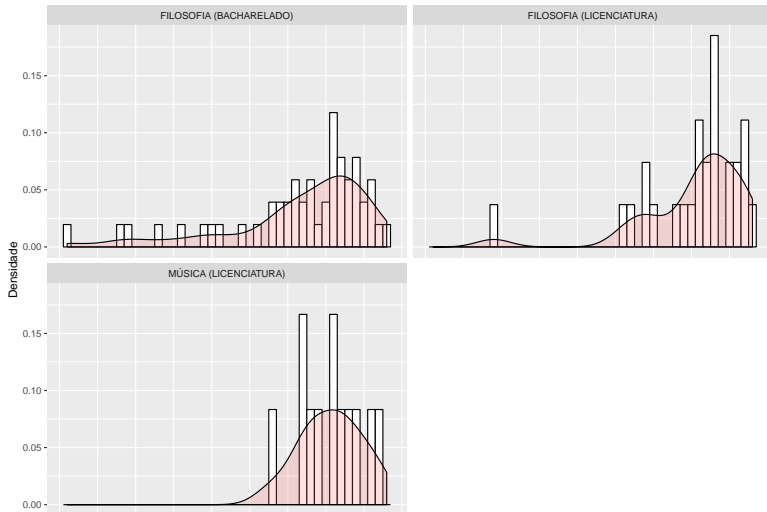 FILOSOFIA (BACHARELADO)
FILOSOFIA (LICENCIATURA)
0.15
0.10
0.05
0.00
Densidade
MÚSICA (LICENCIATURA)
0.15
0.10
0.05
0.00